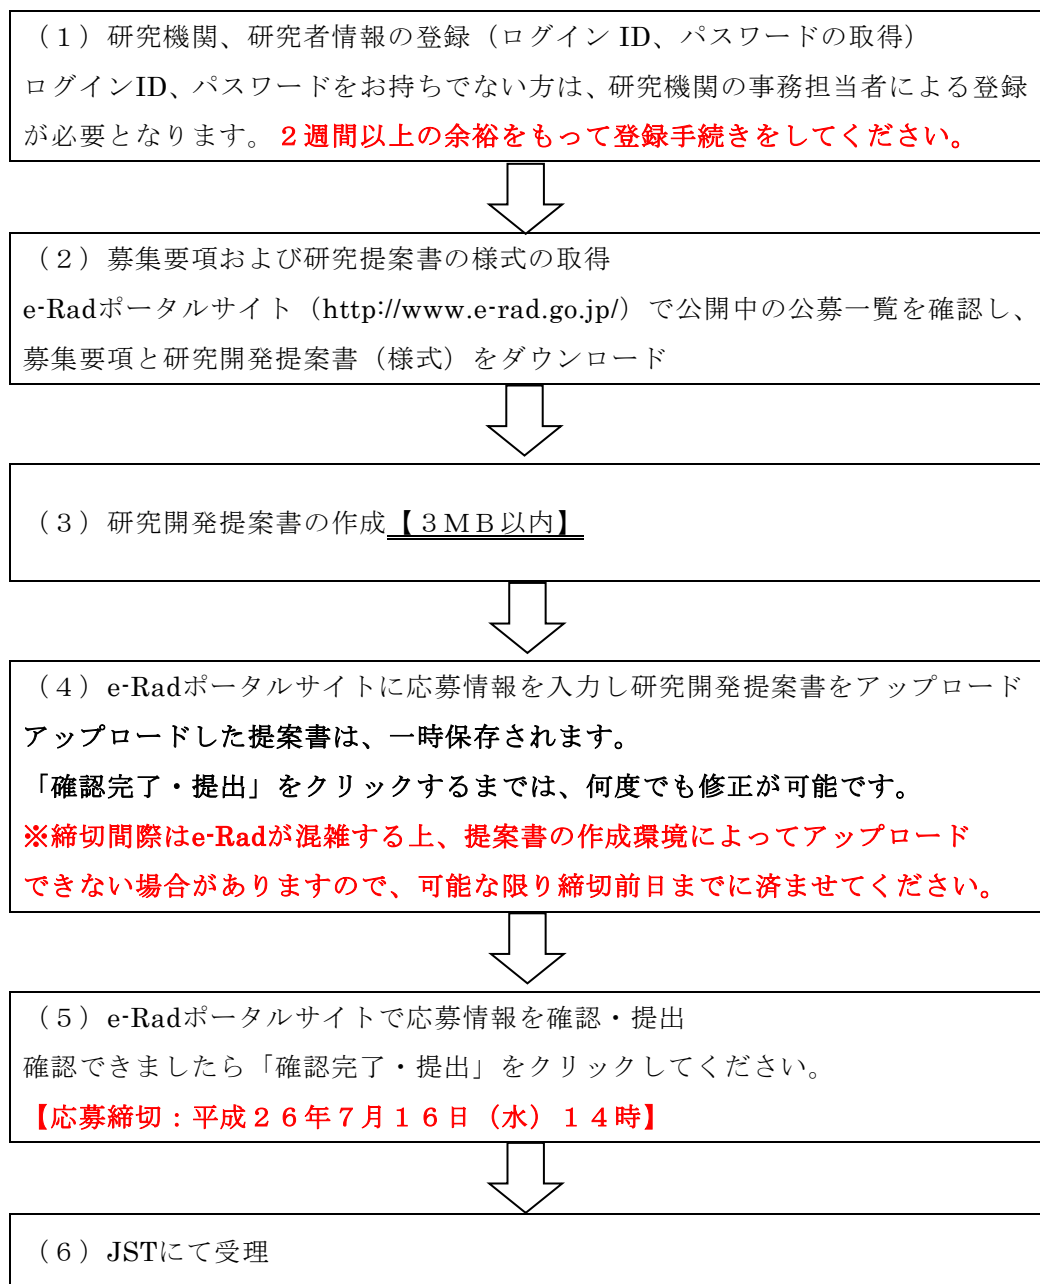 （１）研究機関、研究者情報の登録（ログイン ID、パスワードの取得）
ログインID、パスワードをお持ちでない方は、研究機関の事務担当者による登録
が必要となります。２週間以上の余裕をもって登録手続きをしてください。
（２）募集要項および研究提案書の様式の取得
e-Radポータルサイト（http://www.e-rad.go.jp/）で公開中の公募一覧を確認し、
募集要項と研究開発提案書（様式）をダウンロード
（３）研究開発提案書の作成【３ＭＢ以内】
（４）e-Radポータルサイトに応募情報を入力し研究開発提案書をアップロード
アップロードした提案書は、一時保存されます。
「確認完了・提出」をクリックするまでは、何度でも修正が可能です。
※締切間際はe-Radが混雑する上、提案書の作成環境によってアップロード
できない場合がありますので、可能な限り締切前日までに済ませてください。
（５）e-Radポータルサイトで応募情報を確認・提出
確認できましたら「確認完了・提出」をクリックしてください。
【応募締切：平成２６年７月１６日（水）１４時】
（６）JSTにて受理